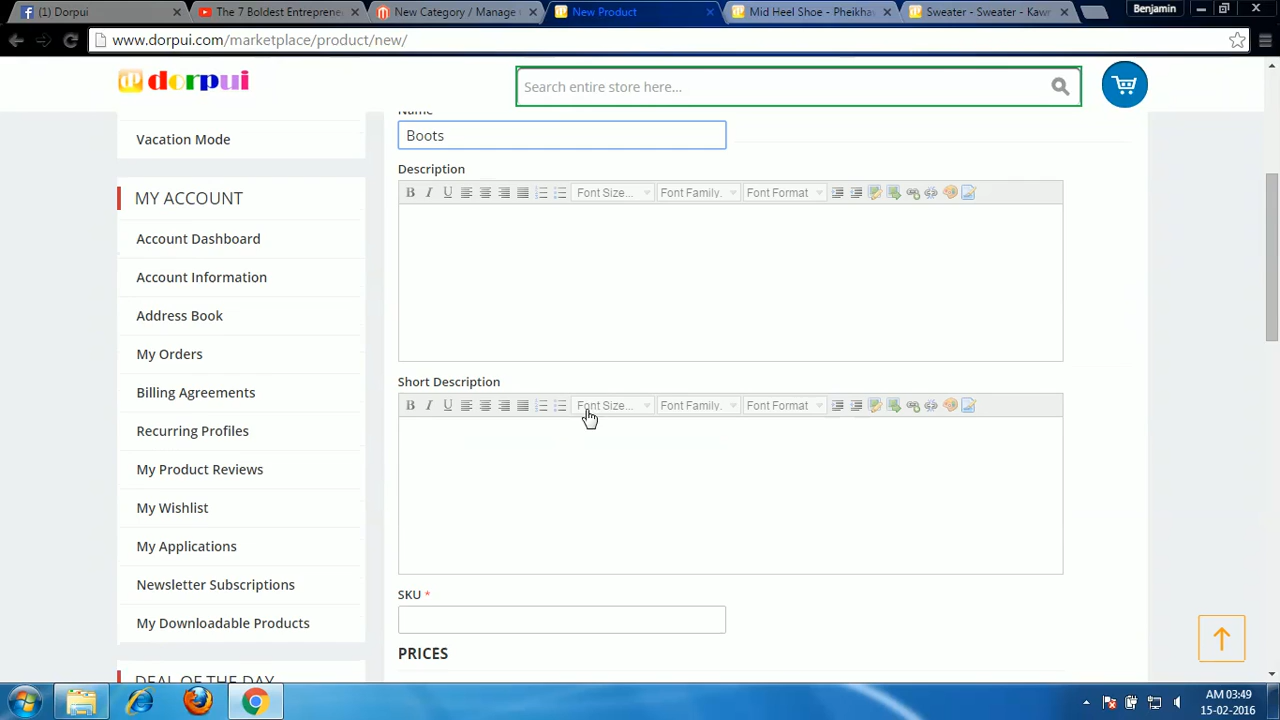 (1) Dorpui
The 7 Boldest Entreprene
New Category / Manage
New Product
Mid Heel Shoe - Pheikha
Sweater - Sweater - Kawr
Benjamin
www.dorpui.com/marketplace/product/new/
dorpui
Search entire store here...
Name
Boots
Vacation Mode
MY ACCOUNT
Account Dashboard
Account Information
Address Book
My Orders
Billing Agreements
Recurring Profiles
My Product Reviews
My Wishlist
My Applications
Newsletter Subscriptions
My Downloadable Products
DEAL OF THE DAY
Description
B I U Font Size... Font Family. Font Format
Short Description
B I U Font Size... Font Family. Font Format
SKU *
PRICES
AM 03:49
15-02-2016